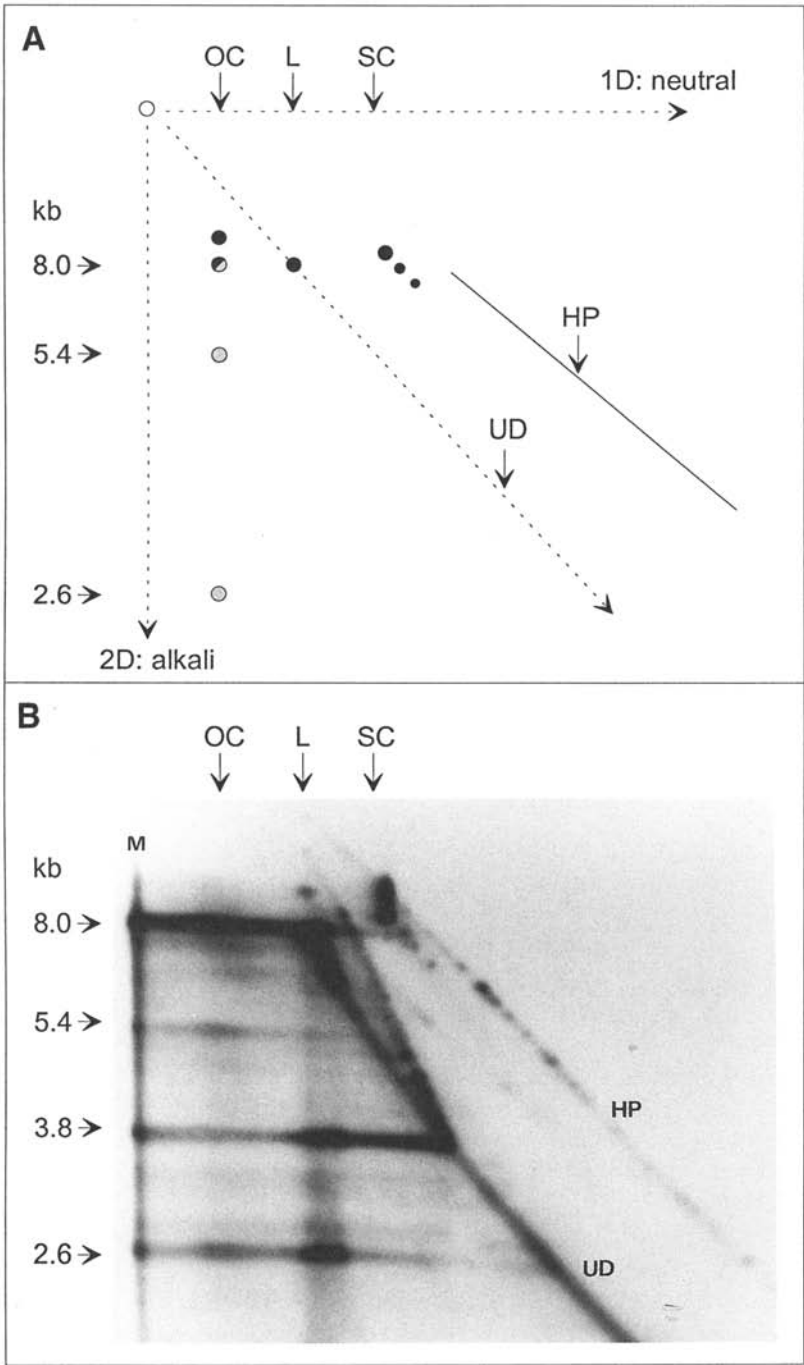 A
OC L SC
1D: neutral
kb
8.0
5.4
HP
UD
2.6
2D: alkali
B
OC L SC
M
kb
8.0
5.4
3.8
HP
2.6
UD